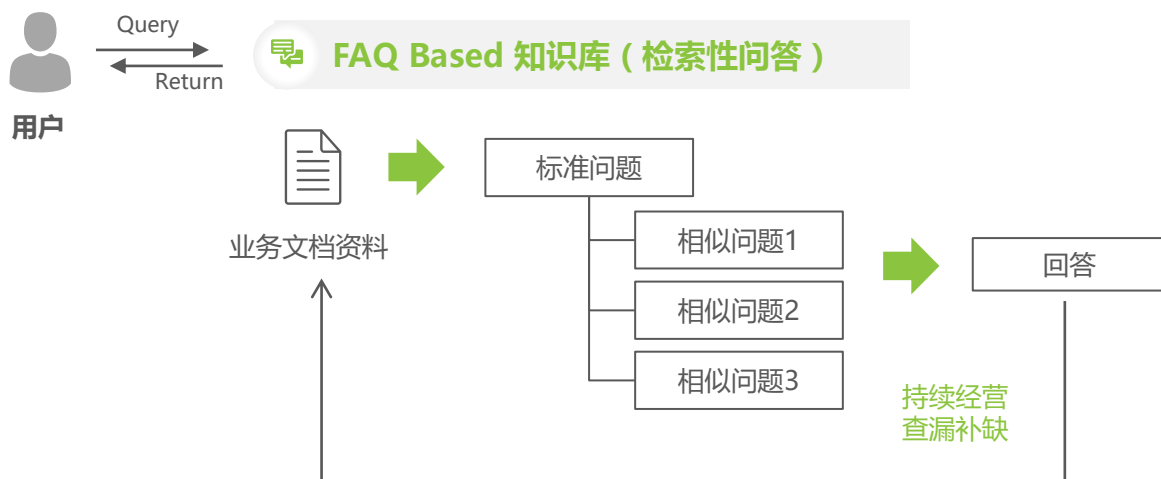 Query
Return
用户
FAQ Based 知识库（检索性问答）
业务文档资料
标准问题
相似问题1
相似问题2
相似问题3
回答
持续经营
查漏补缺